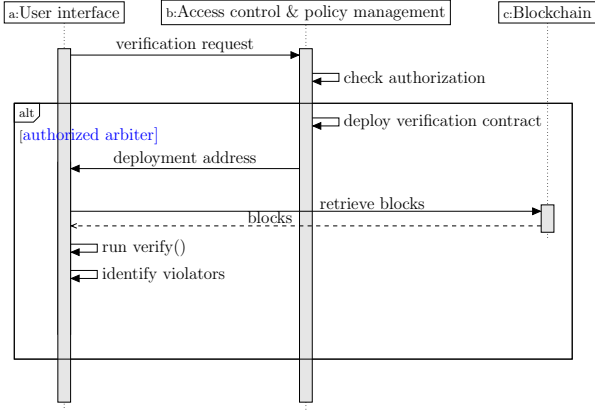 a:User interface
b:Access control & policy management
c:Blockchain
verification request
check authorization
alt
deploy verification contract
[authorized arbiter]
deployment address
retrieve blocks
blocks
run verify()
identify violators